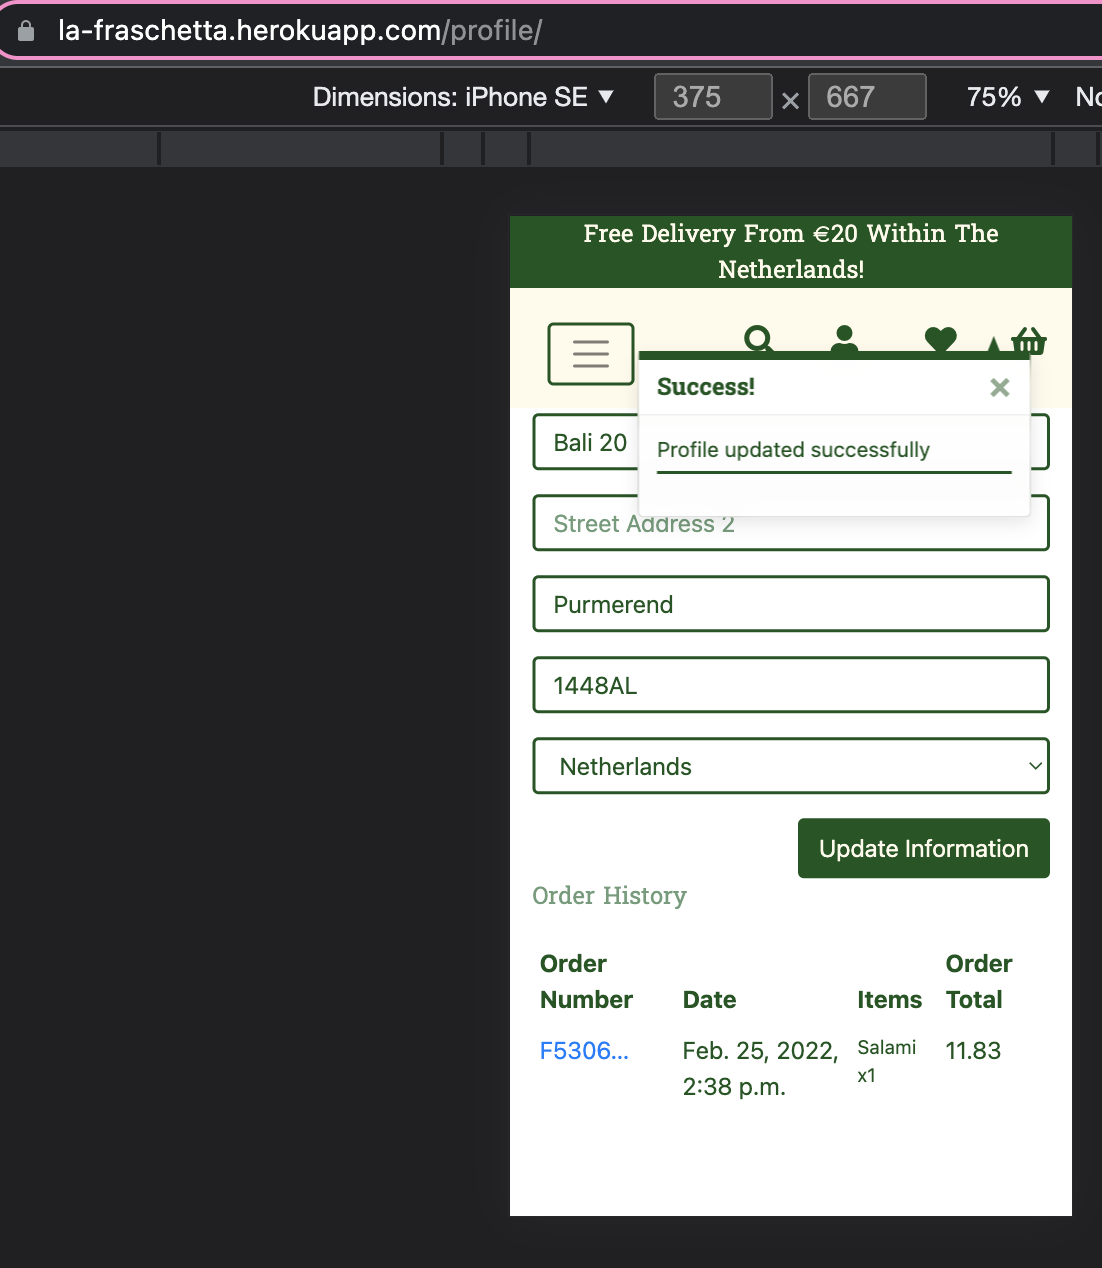 la-fraschetta.herokuapp.com/profile/
Dimensions: iPhone SE ▼ 375 × 667 75% ▼
Free Delivery From €20 Within The
Netherlands!
Success!
Profile updated successfully
Bali 20
Street Address 2
Purmerend
1448AL
Netherlands
Update Information
Order History
Order Number Date Items Order Total
F5306... Feb. 25, 2022, 2:38 p.m. Salami x1 11.83